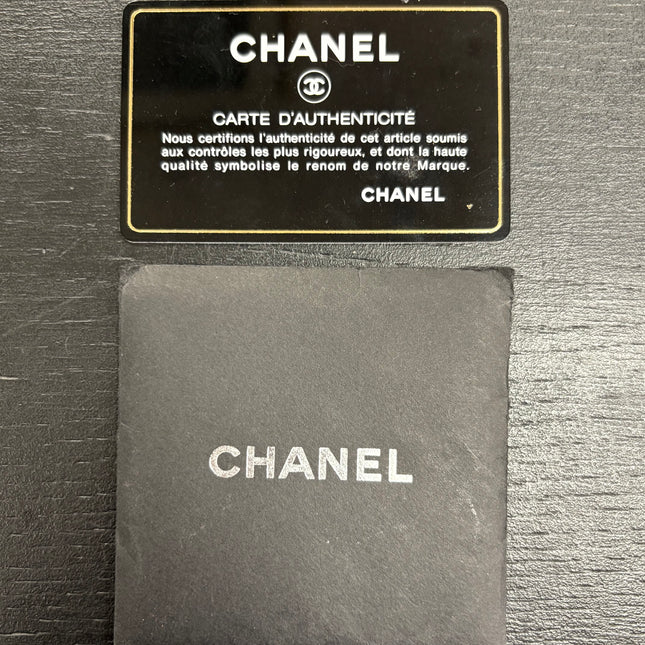 CHANEL
CARTE D'AUTHENTICITÉ
Nous certifions l'authenticité de cet article soumis
aux contrôles les plus rigoureux, et dont la haute
qualité symbolise le renom de notre Marque.
CHANEL
CHANEL